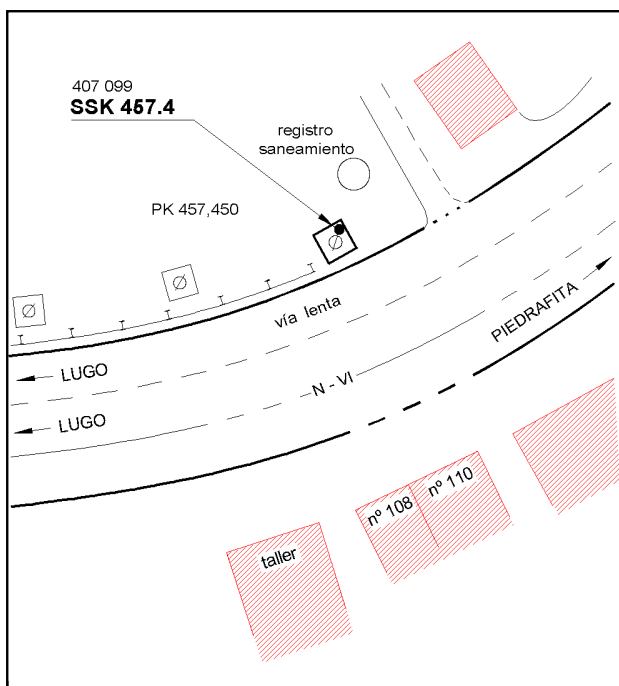 407 099
SSK 457.4
registro
saneamiento
PK 457,450
vía lenta
PIEDRAFITA
LUGO
N - VI
LUGO
nº 108
nº 110
taller